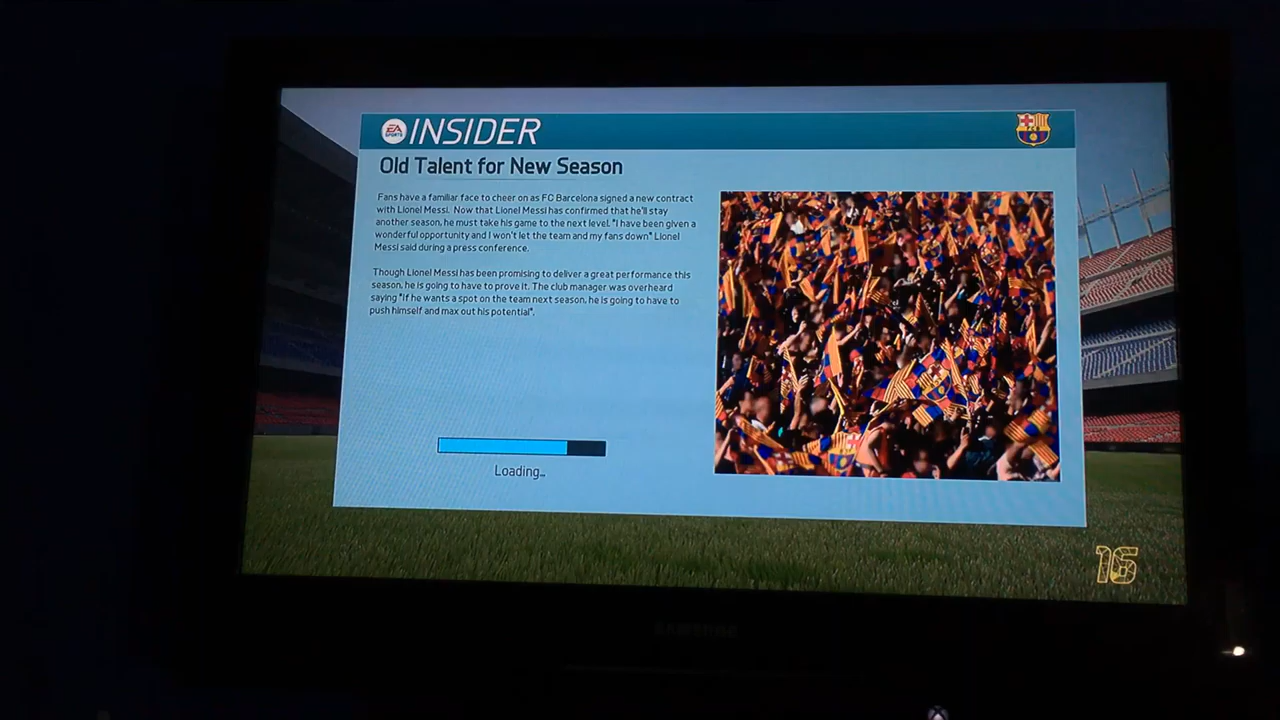 EA SPORTS INSIDER
FCB
Old Talent for New Season
Fans have a familiar face to cheer on as FC Barcelona signed a new contract
with Lionel Messi. Now that Lionel Messi has confirmed that he'll stay
another season, he must take his game to the next level. "I have been given a
wonderful opportunity and I won't let the team and my fans down" Lionel
Messi said during a press conference.
Though Lionel Messi has been promising to deliver a great performance this
season, he is going to have to prove it. The club manager was overheard
saying "If he wants a spot on the team next season, he is going to have to
push himself and max out his potential".
Loading...
16
SAMSUNG